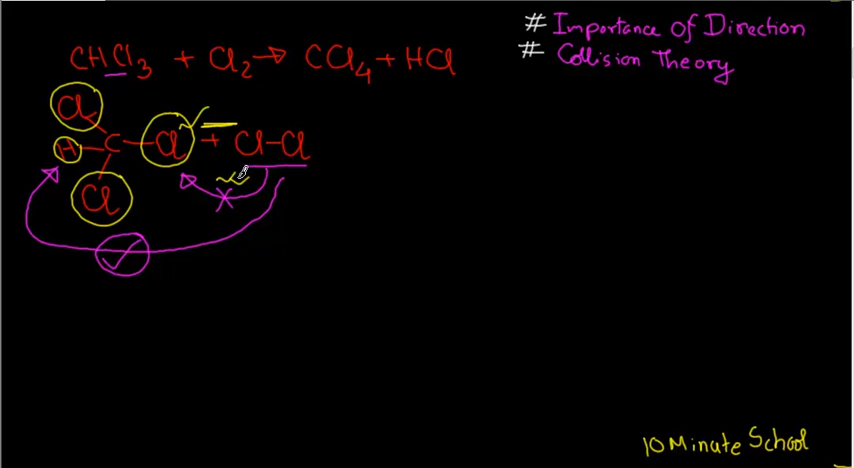 # Importance of Direction
# Collision Theory
CHCl3 + Cl2 → CCl4 + HCl
Cl
H - C - Cl + Cl - Cl
Cl
10 Minute School